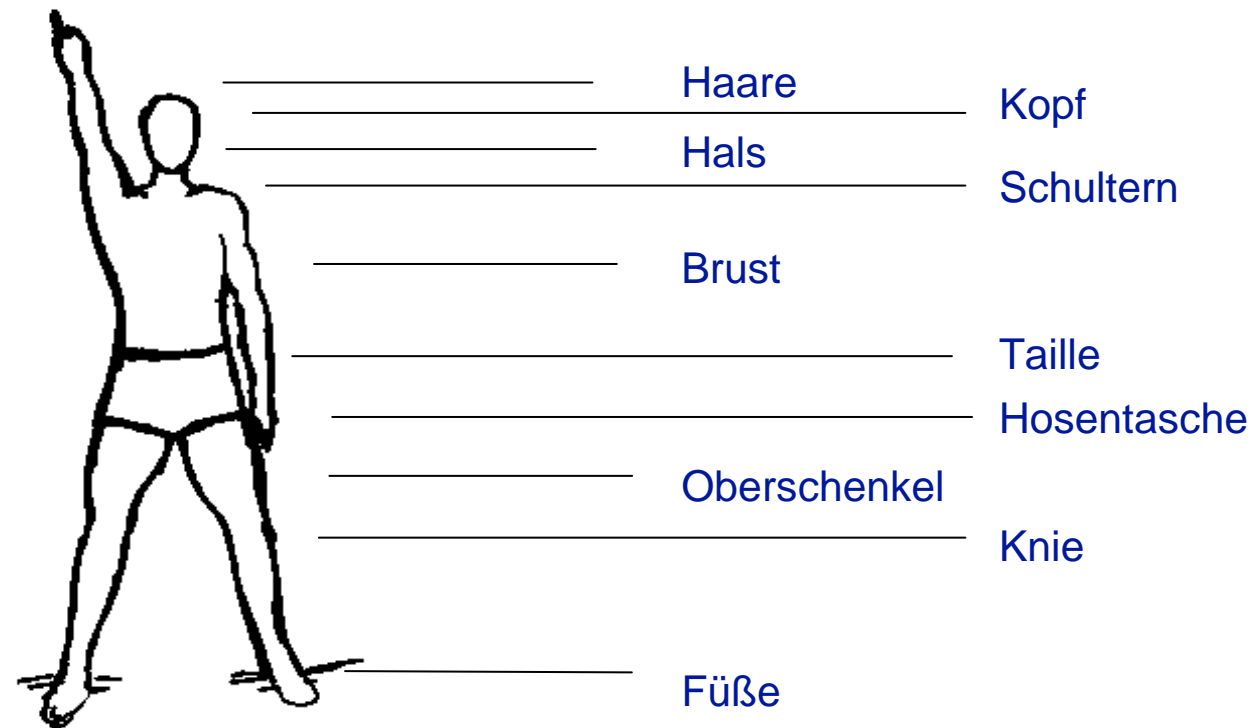 Haare
Kopf
Hals
Schultern
Brust
Taille
Hosentasche
Oberschenkel
Knie
Füße